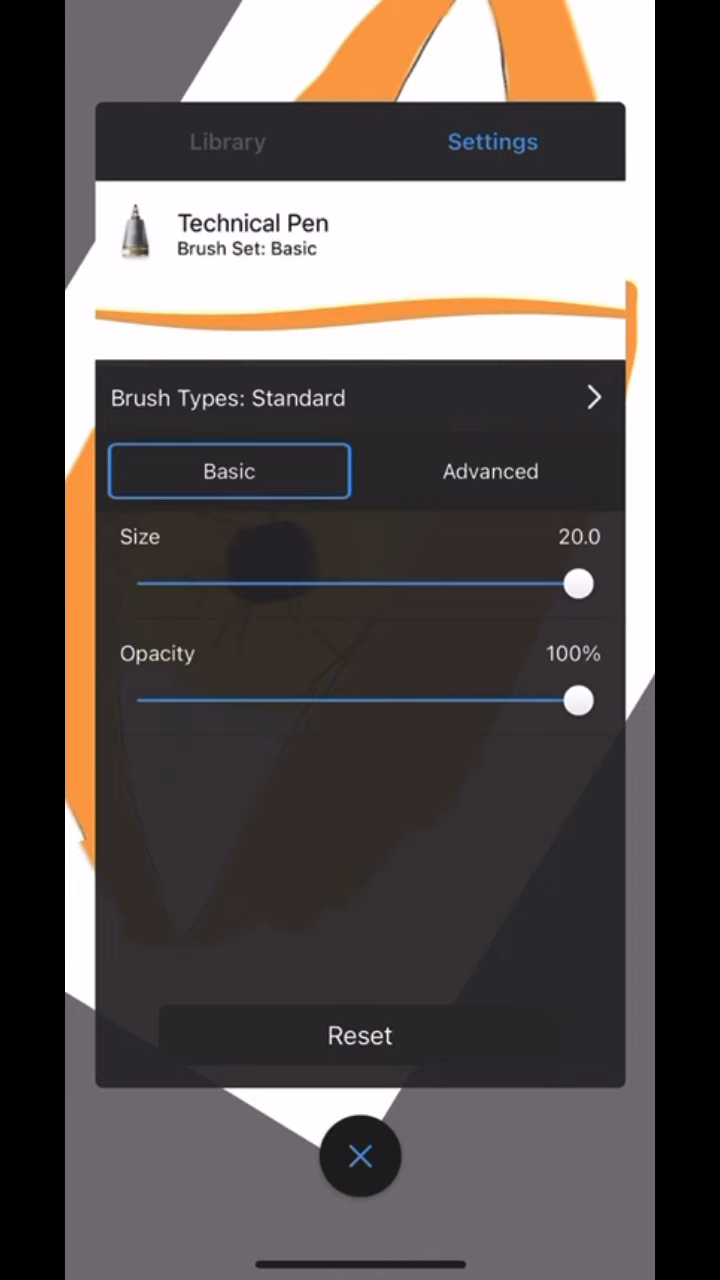 Library
Settings
Technical Pen
Brush Set: Basic
Brush Types: Standard
Basic
Advanced
Size
20.0
Opacity
100%
Reset